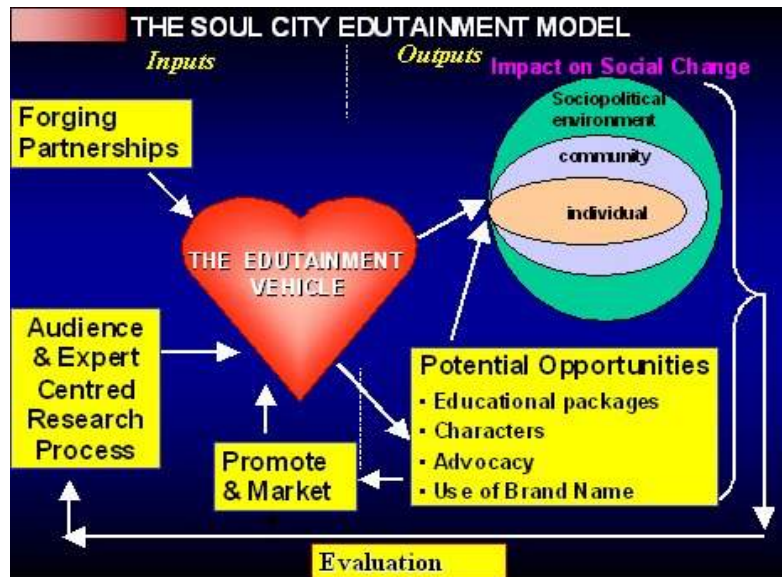 THE SOUL CITY EDUTAINMENT MODEL
Inputs
Outputs
Impact on Social Change
Forging
Partnerships
Sociopolitical
environment
community
individual
THE EDUTAINMENT
VEHICLE
Audience
& Expert
Centred
Research
Process
Promote
& Market
Potential Opportunities
• Educational packages
• Characters
• Advocacy
• Use of Brand Name
Evaluation